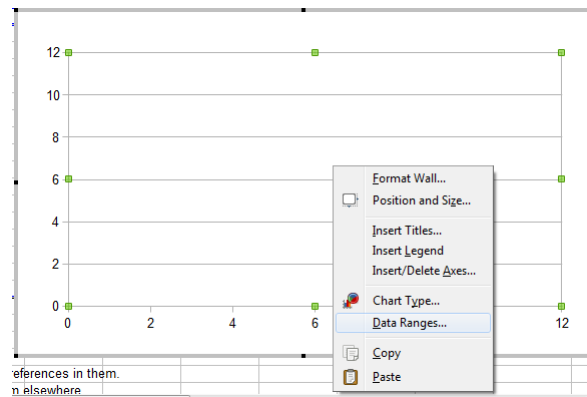 12
10
8
6
4
2
0
0 2 4 6 12
Format Wall...
Position and Size...
Insert Titles...
Insert Legend
Insert/Delete Axes...
Chart Type...
Data Ranges...
Copy
Paste
eferences in them.
m elsewhere